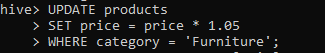 hive> UPDATE products
    > SET price = price * 1.05
    > WHERE category = 'Furniture';